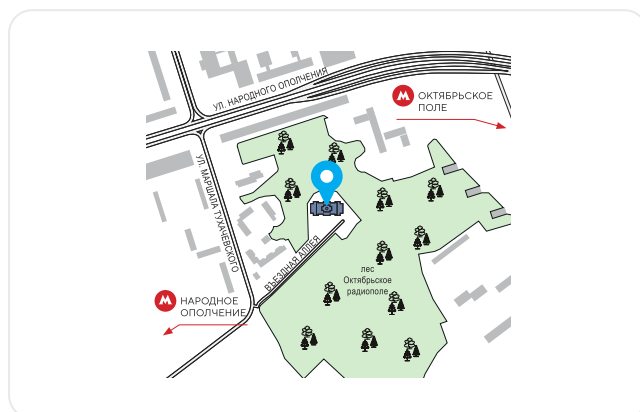 УЛ. НАРОДНОГО ОПОЛЧЕНИЯ
М ОКТЯБРЬСКОЕ
ПОЛЕ
УЛ. МАРШАЛА ТУХАЧЕВСКОГО
ВЪЕЗДНАЯ АЛЛЕЯ
лес
Октябрьское
радиополе
М НАРОДНОЕ
ОПОЛЧЕНИЕ